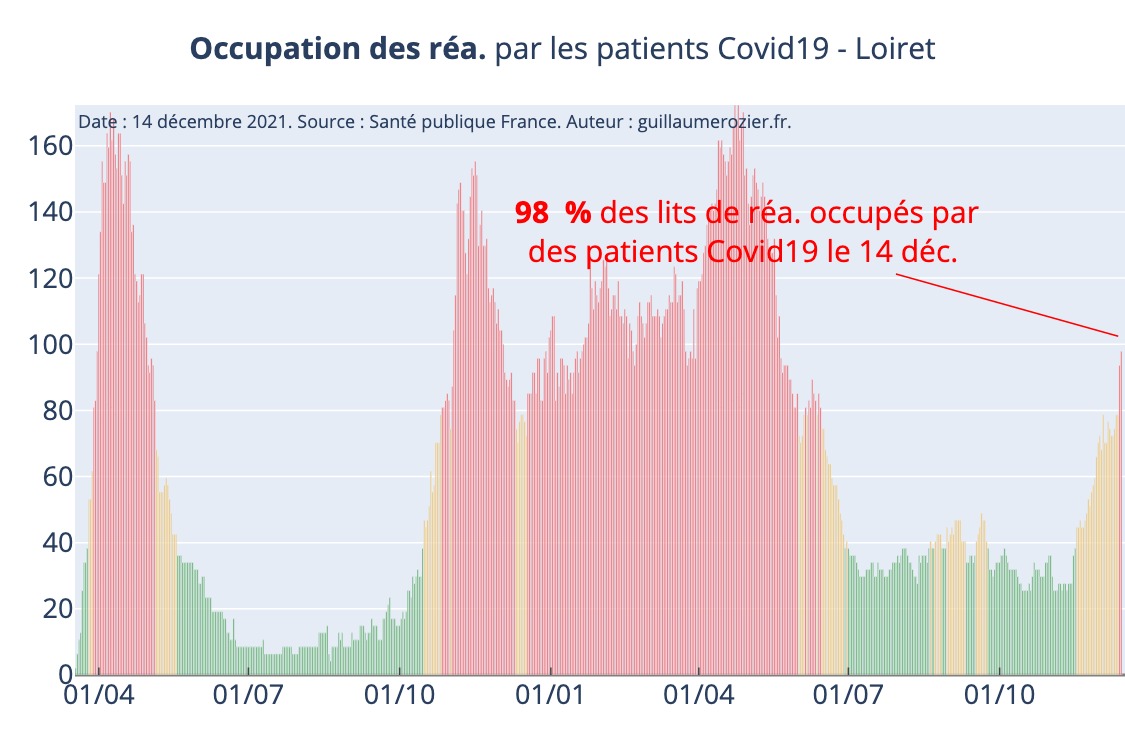 Occupation des réa. par les patients Covid19 - Loiret
Date : 14 décembre 2021. Source : Santé publique France. Auteur : guillaumerozier.fr.
160
140
98  % des lits de réa. occupés par
des patients Covid19 le 14 déc.
120
100
80
60
40
20
0
01/04 01/07 01/10 01/01 01/04 01/07 01/10